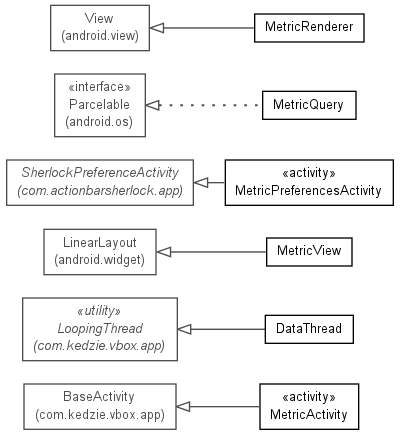 View
(android.view)
MetricRenderer
«interface»
Parcelable
(android.os)
MetricQuery
SherlockPreferenceActivity
(com.actionbarsherlock.app)
«activity»
MetricPreferencesActivity
LinearLayout
(android.widget)
MetricView
«utility»
LoopingThread
(com.kedzie.vbox.app)
DataThread
BaseActivity
(com.kedzie.vbox.app)
«activity»
MetricActivity